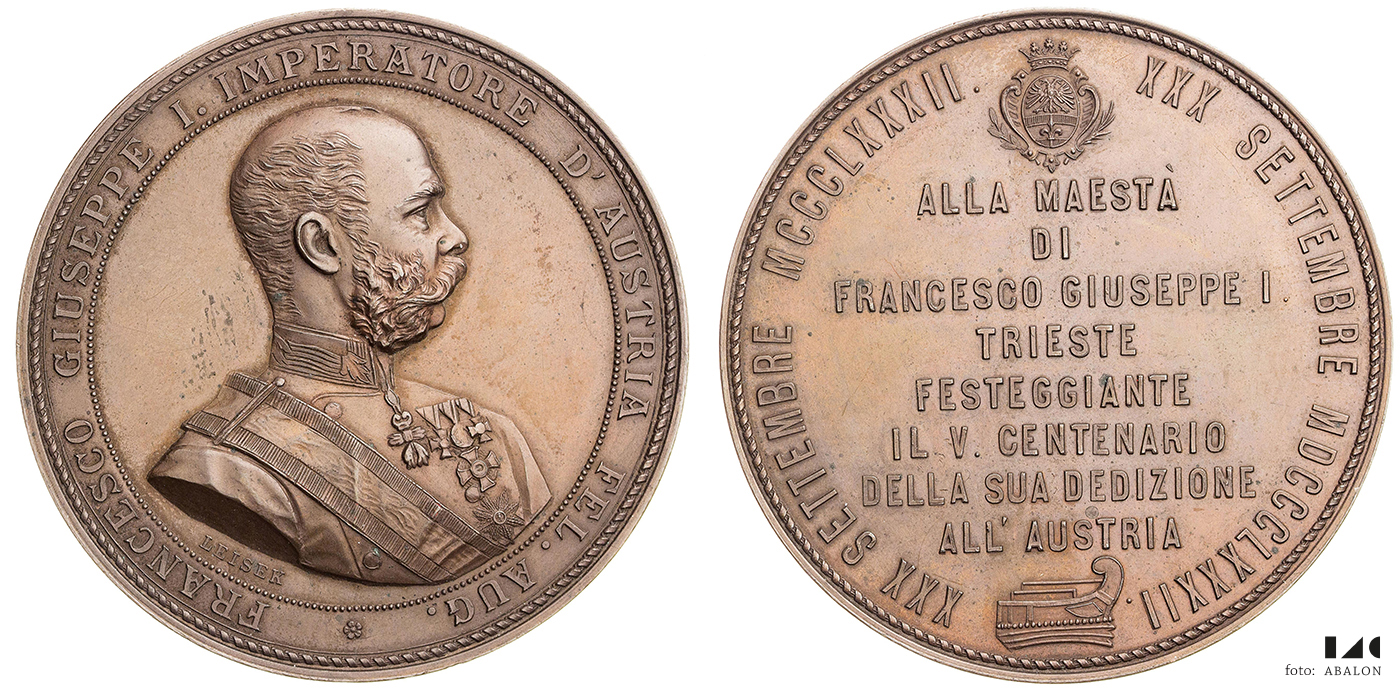 FRANCESCO GIUSEPPE I. IMPERATORE D'AUSTRIA FEL. AUG.
LEISEK
XXX SETTEMBRE MCCCLXXXII.
XXX SETTEMBRE MDCCCLXXXII.
ALLA MAESTÀ
DI
FRANCESCO GIUSEPPE I
TRIESTE
FESTEGGIANTE
IL V. CENTENARIO
DELLA SUA DEDIZIONE
ALL'AUSTRIA
foto: ABALON